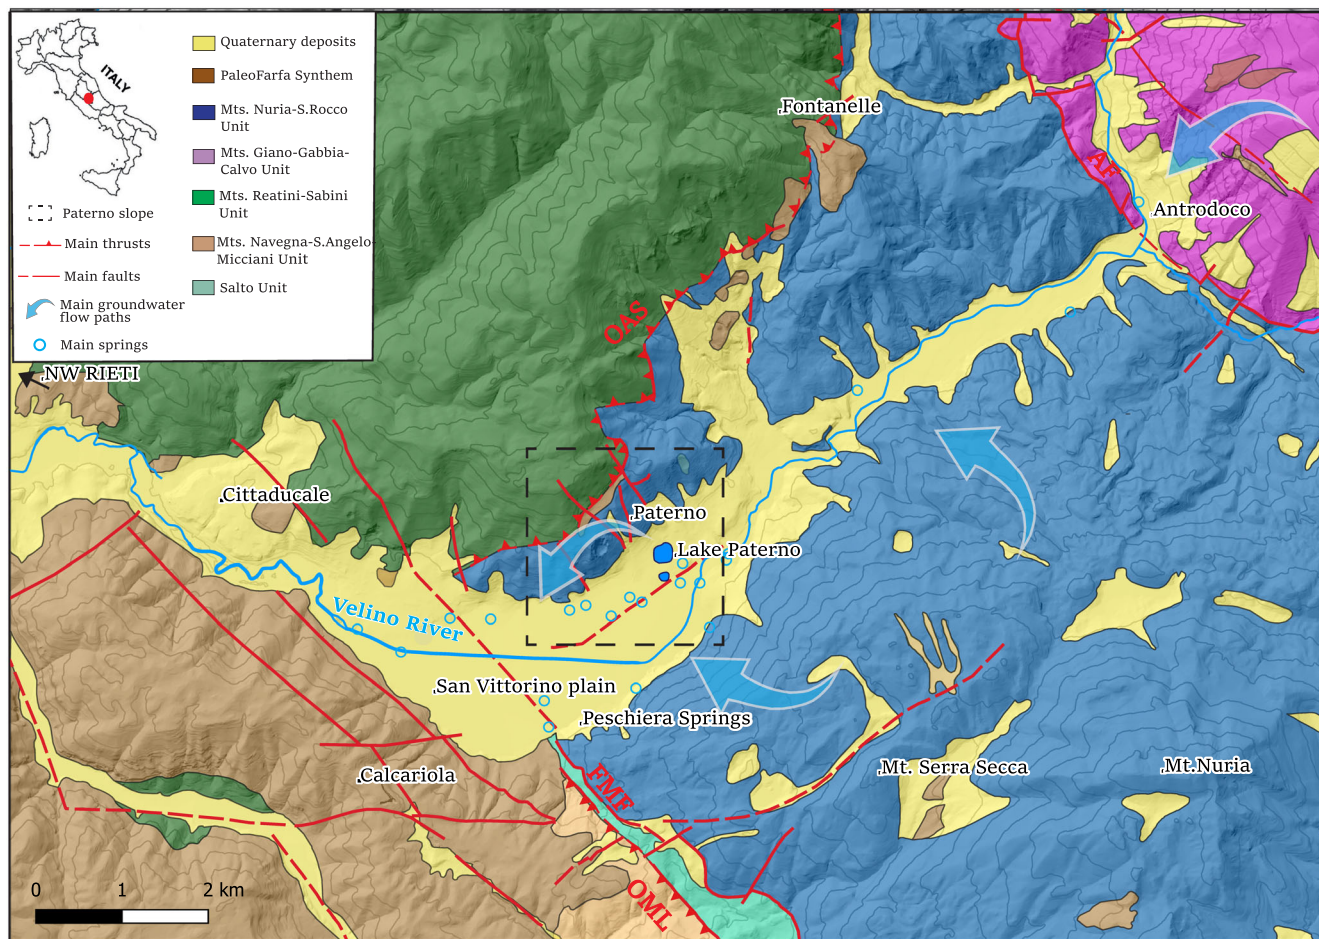 ITALY
Quaternary deposits
PaleoFarfa Synthem
Mts. Nuria-S.Rocco
Unit
Mts. Giano-Gabbia-
Calvo Unit
Mts. Reatini-Sabini
Unit
Mts. Navegna-S.Angelo-
Micciani Unit
Salto Unit
Paterno slope
Main thrusts
Main faults
Main groundwater
flow paths
Main springs
NW RIETI
Fontanelle
AF
Antrodoco
OAS
Cittaducale
Paterno
Lake Paterno
Velino River
San Vittorino plain
Peschiera Springs
Calcariola
Mt. Serra Secca
Mt.Nuria
FMF
OML
0 1 2 km